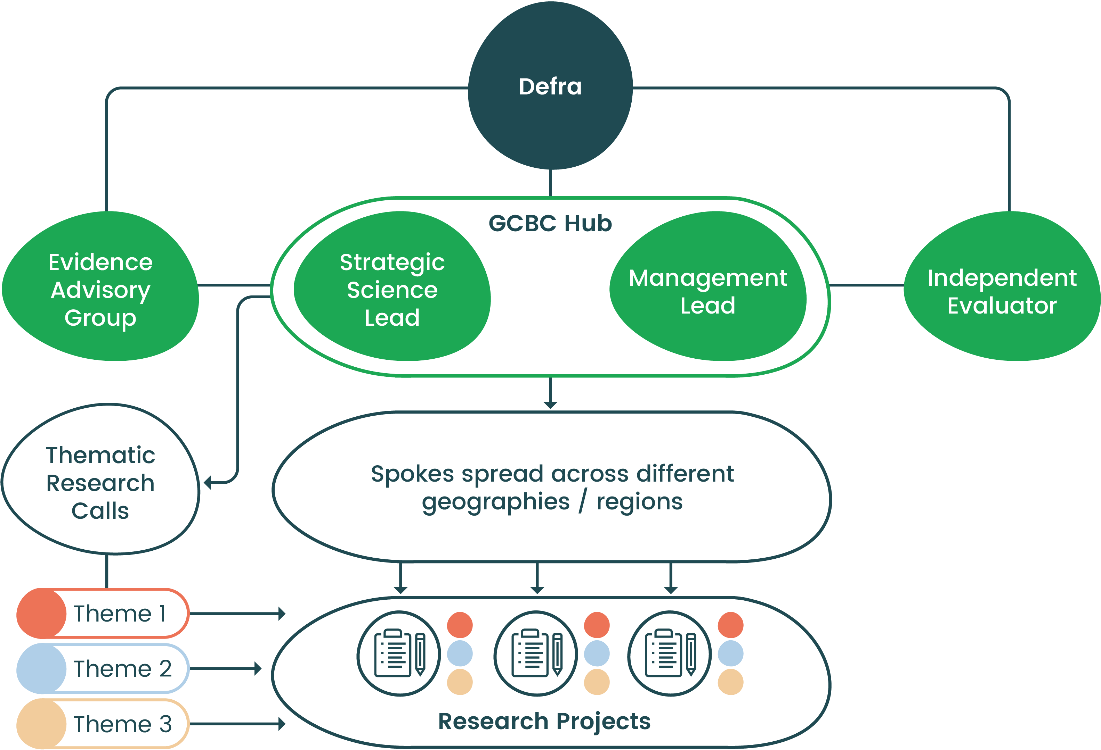 Defra
GCBC Hub
Evidence
Advisory
Group
Strategic
Science
Lead
Management
Lead
Independent
Evaluator
Thematic
Research
Calls
Spokes spread across different
geographies / regions
Theme 1
Theme 2
Theme 3
Research Projects